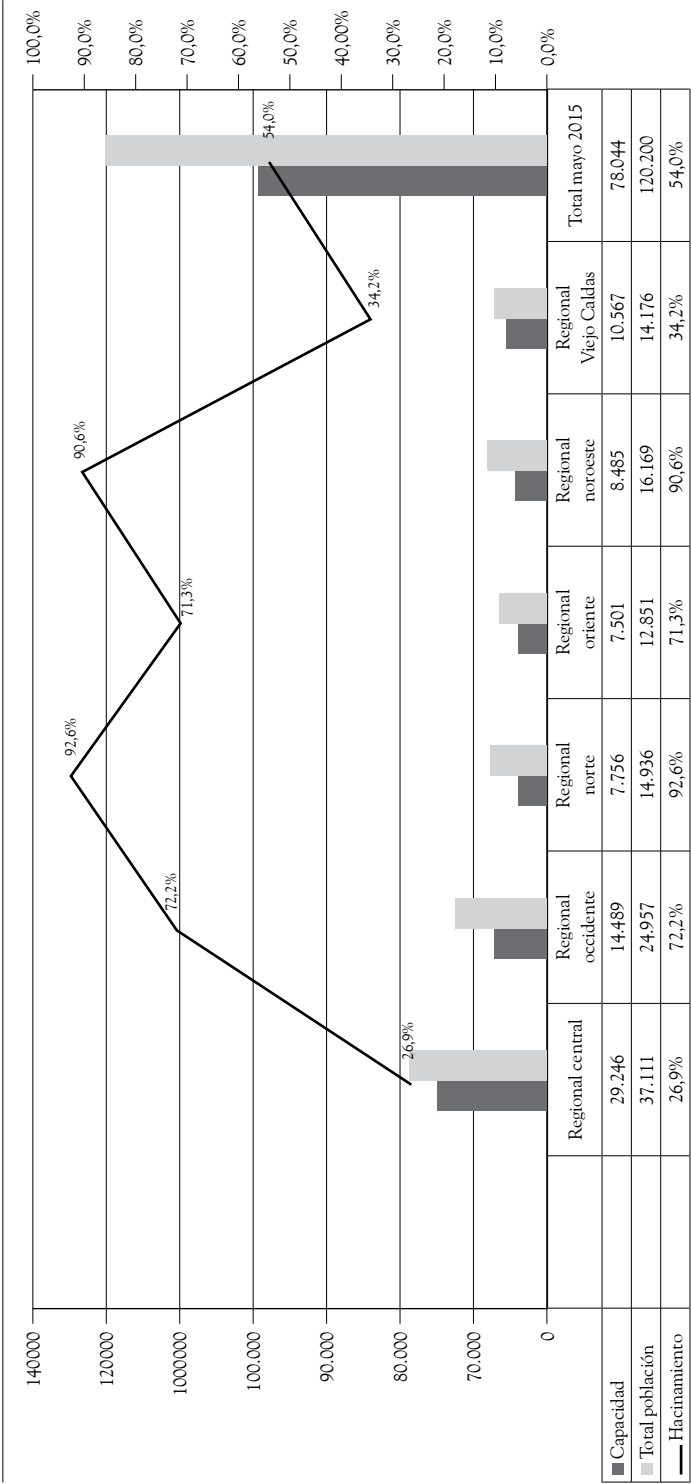 140000
120000
1000000
100.000
80.000
70.000
0
100,0%
90,0%
80,0%
70,0%
60,0%
50,0%
40,00%
30,0%
20,0%
10,0%
0,0%
26,9%
72,2%
92,6%
71,3%
90,6%
34,2%
54,0%
Regional central
Regional occidente
Regional norte
Regional oriente
Regional noroeste
Regional Viejo Caldas
Total mayo 2015
Capacidad 29.246 14.489 7.756 7.501 8.485 10.567 78.044
Total población 37.111 24.957 14.936 12.851 16.169 14.176 120.200
Hacinamiento 26,9% 72,2% 92,6% 71,3% 90,6% 34,2% 54,0%